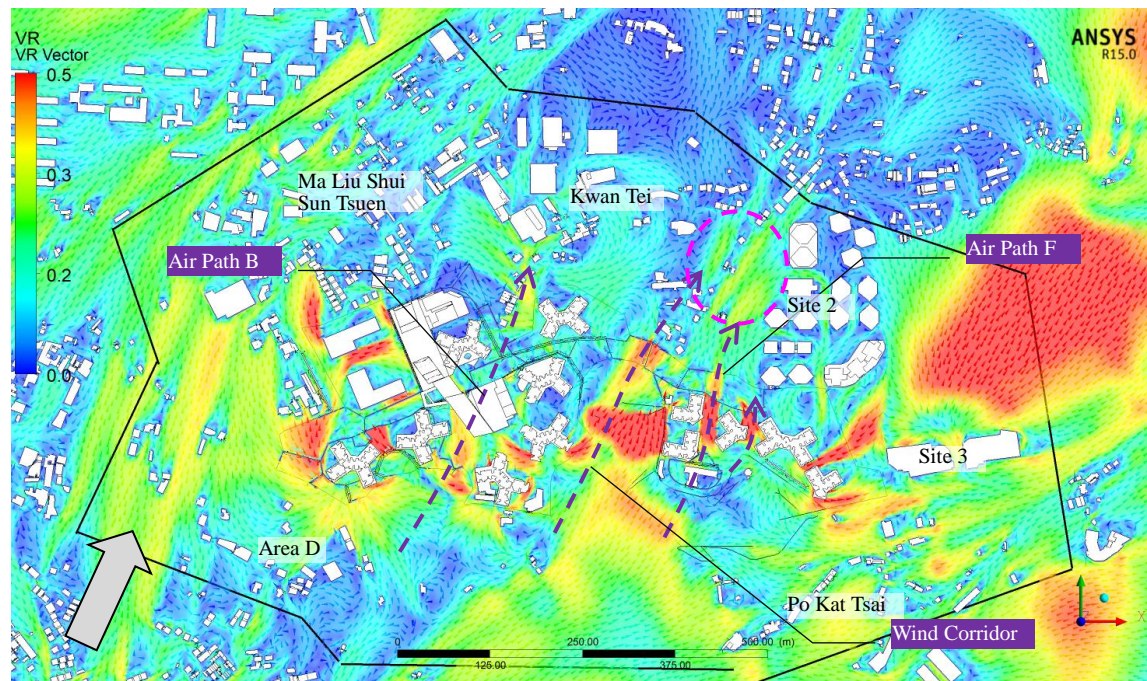 VR
VR Vector
ANSYS
R15.0
0.5
0.3
0.2
0.0
Ma Liu Shui
Sun Tsuen
Kwan Tei
Air Path B
Air Path F
Site 2
Site 3
Area D
Po Kat Tsai
Wind Corridor
0
250.00
500.00 (m)
125.00
375.00